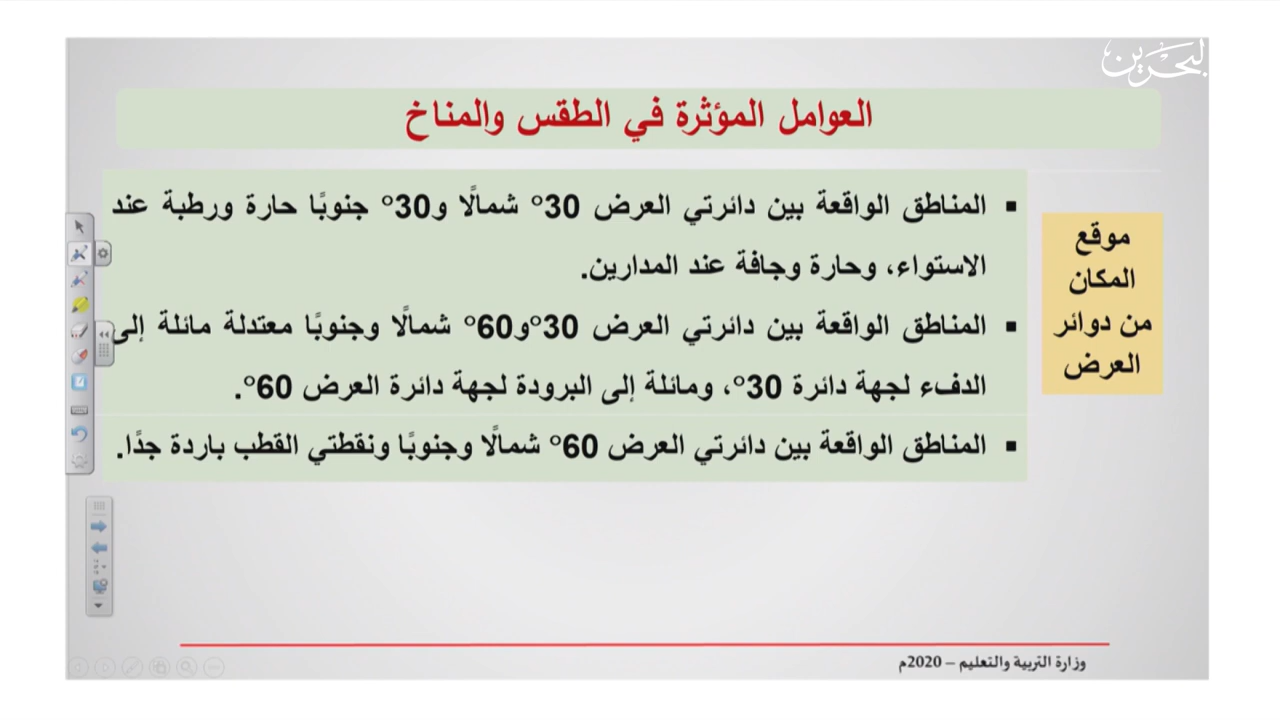 البحرين
العوامل المؤثرة في الطقس والمناخ
موقع
المكان
من دوائر
العرض
▪ المناطق الواقعة بين دائرتي العرض 30° شمالًا و30° جنوبًا حارة ورطبة عند
الاستواء، وحارة وجافة عند المدارين.
▪ المناطق الواقعة بين دائرتي العرض 30°و60° شمالًا وجنوبًا معتدلة مائلة إلى
الدفء لجهة دائرة 30°، ومائلة إلى البرودة لجهة دائرة العرض 60°.
▪ المناطق الواقعة بين دائرتي العرض 60° شمالًا وجنوبًا ونقطتي القطب باردة جدًا.
وزارة التربية والتعليم – 2020م